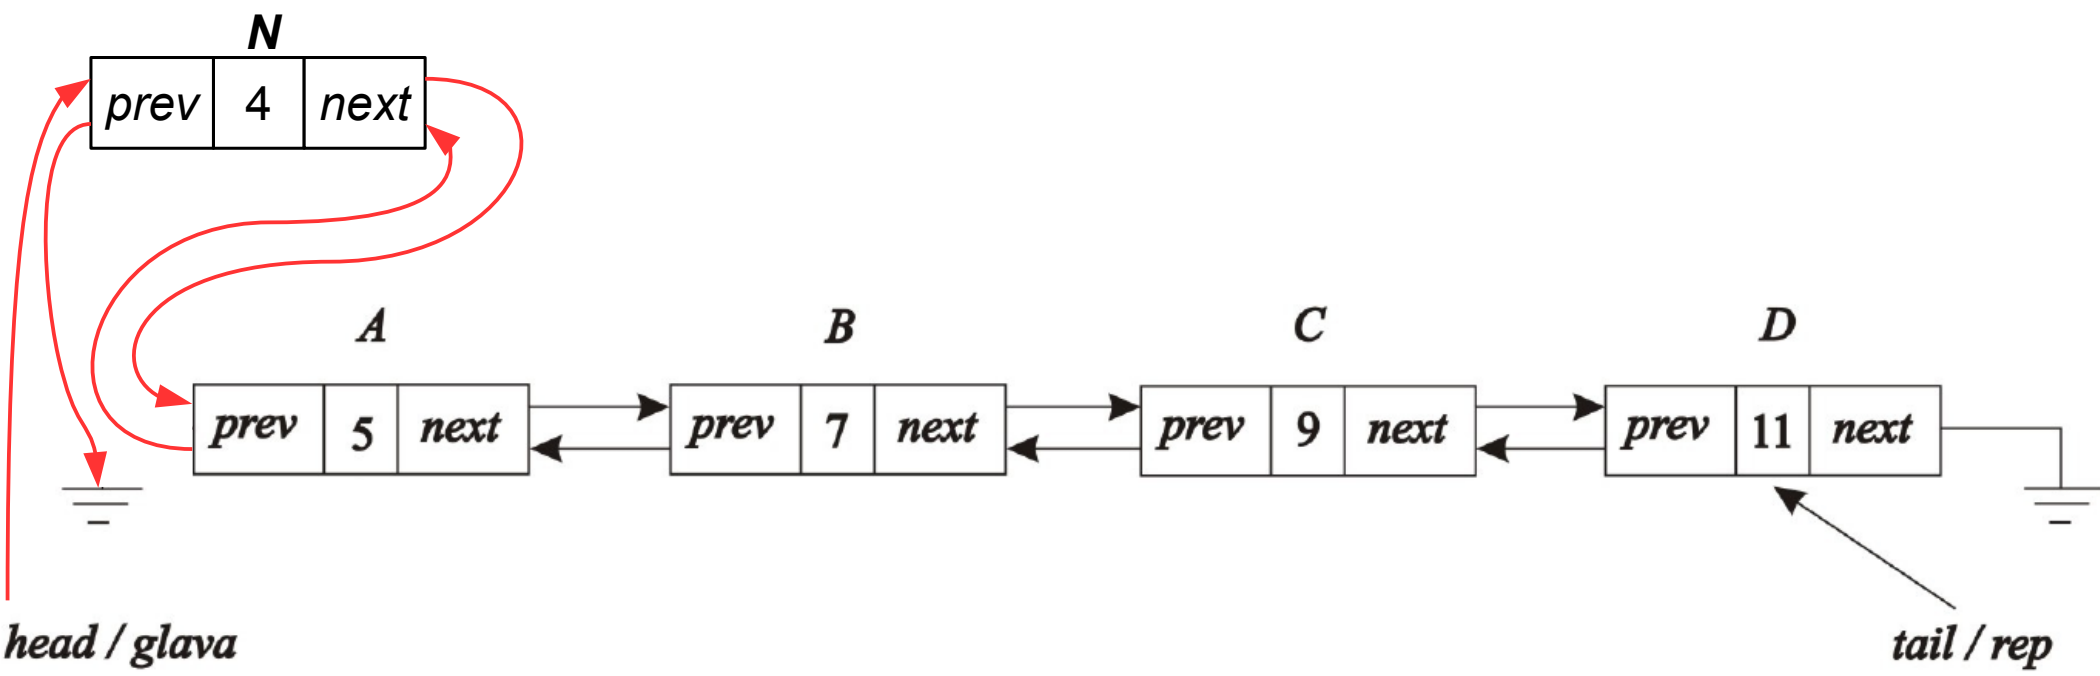 N
prev 4 next
A B C D
prev 5 next prev 7 next prev 9 next prev 11 next
head / glava tail / rep